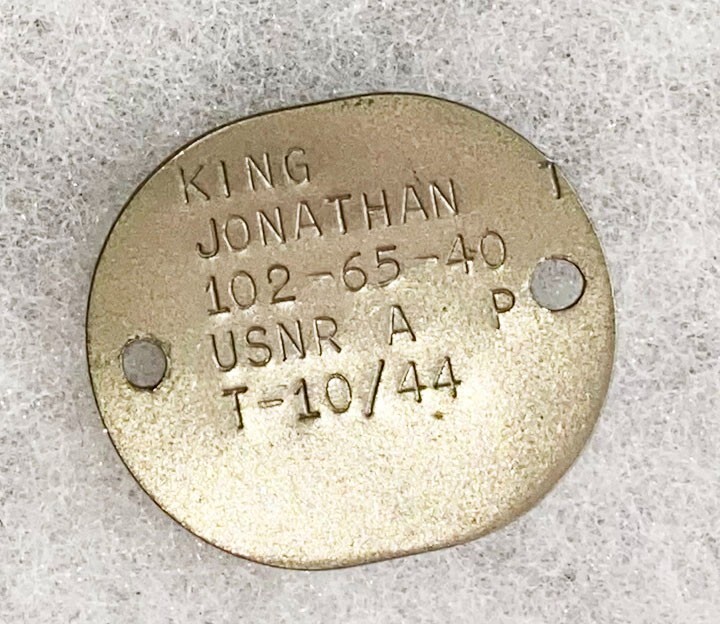 KING
JONATHAN
102-65-40
USNR A P
T-10/44